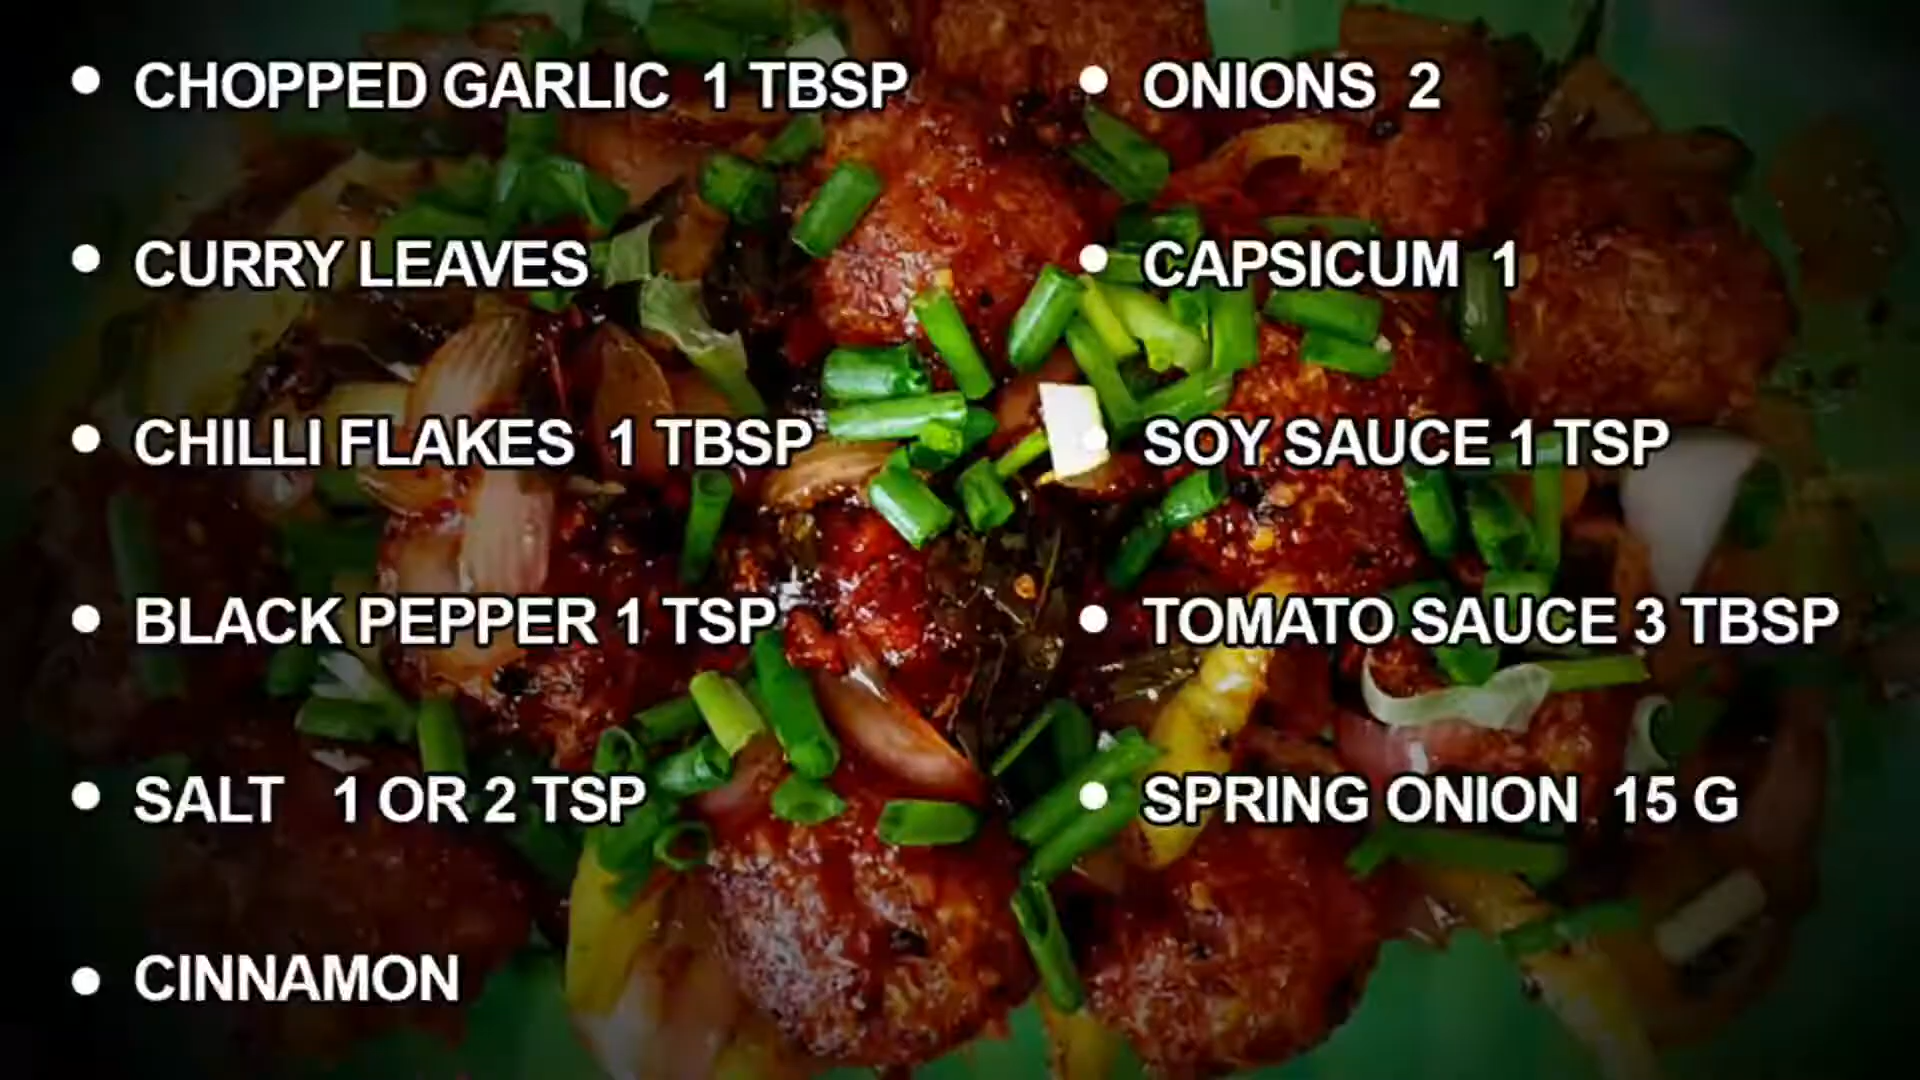 • CHOPPED GARLIC 1 TBSP
• CURRY LEAVES
• CHILLI FLAKES 1 TBSP
• BLACK PEPPER 1 TSP
• SALT 1 OR 2 TSP
• CINNAMON
• ONIONS 2
• CAPSICUM 1
• SOY SAUCE 1 TSP
• TOMATO SAUCE 3 TBSP
• SPRING ONION 15 G